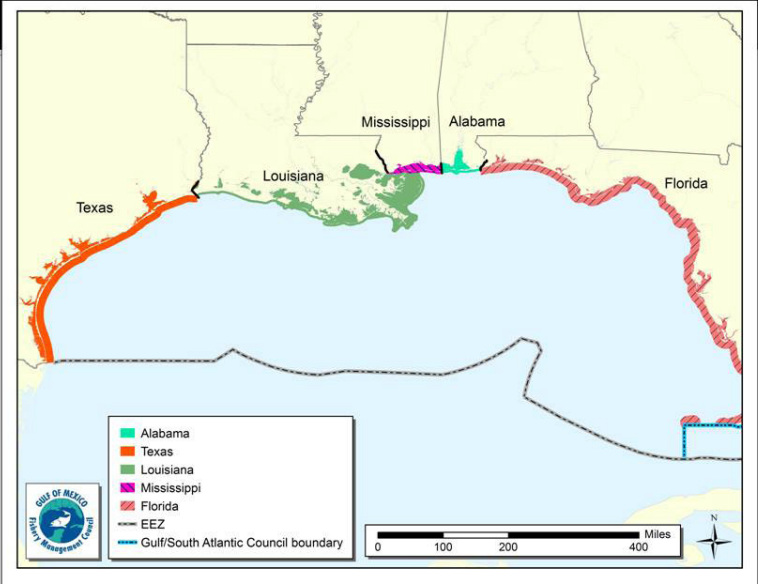 Mississippi
Alabama
Louisiana
Florida
Texas
Alabama
Texas
Louisiana
Mississippi
Florida
EEZ
Gulf/South Atlantic Council boundary
GULF OF MEXICO
Fishery Management Council
Miles
0 100 200 400
N